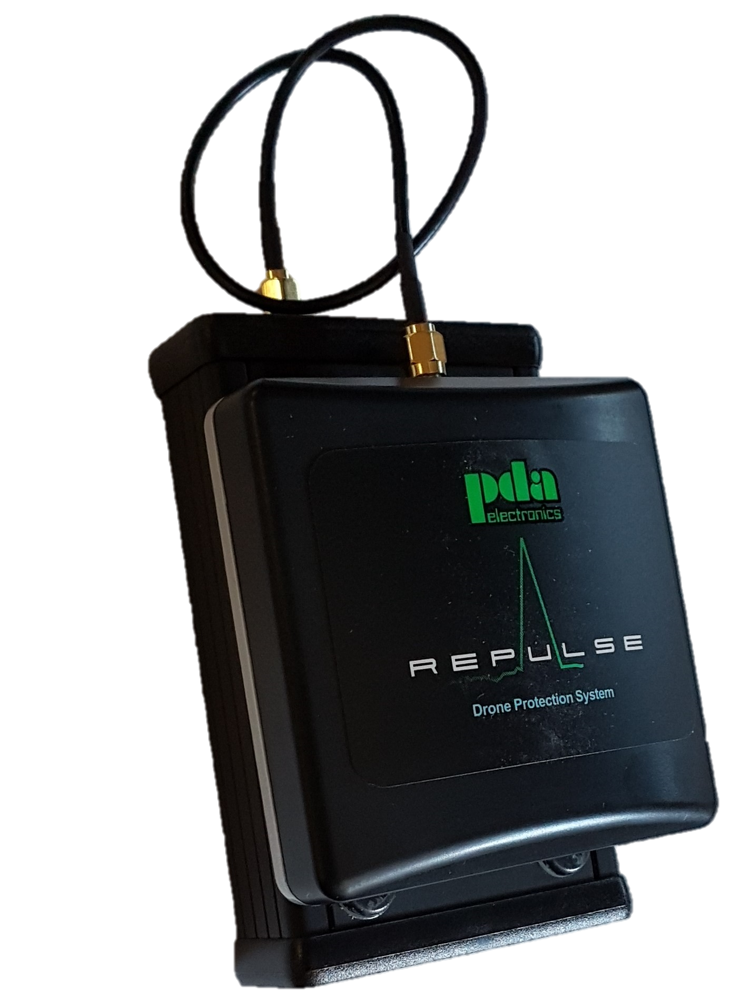 pda
electronics
REPULSE
Drone Protection System